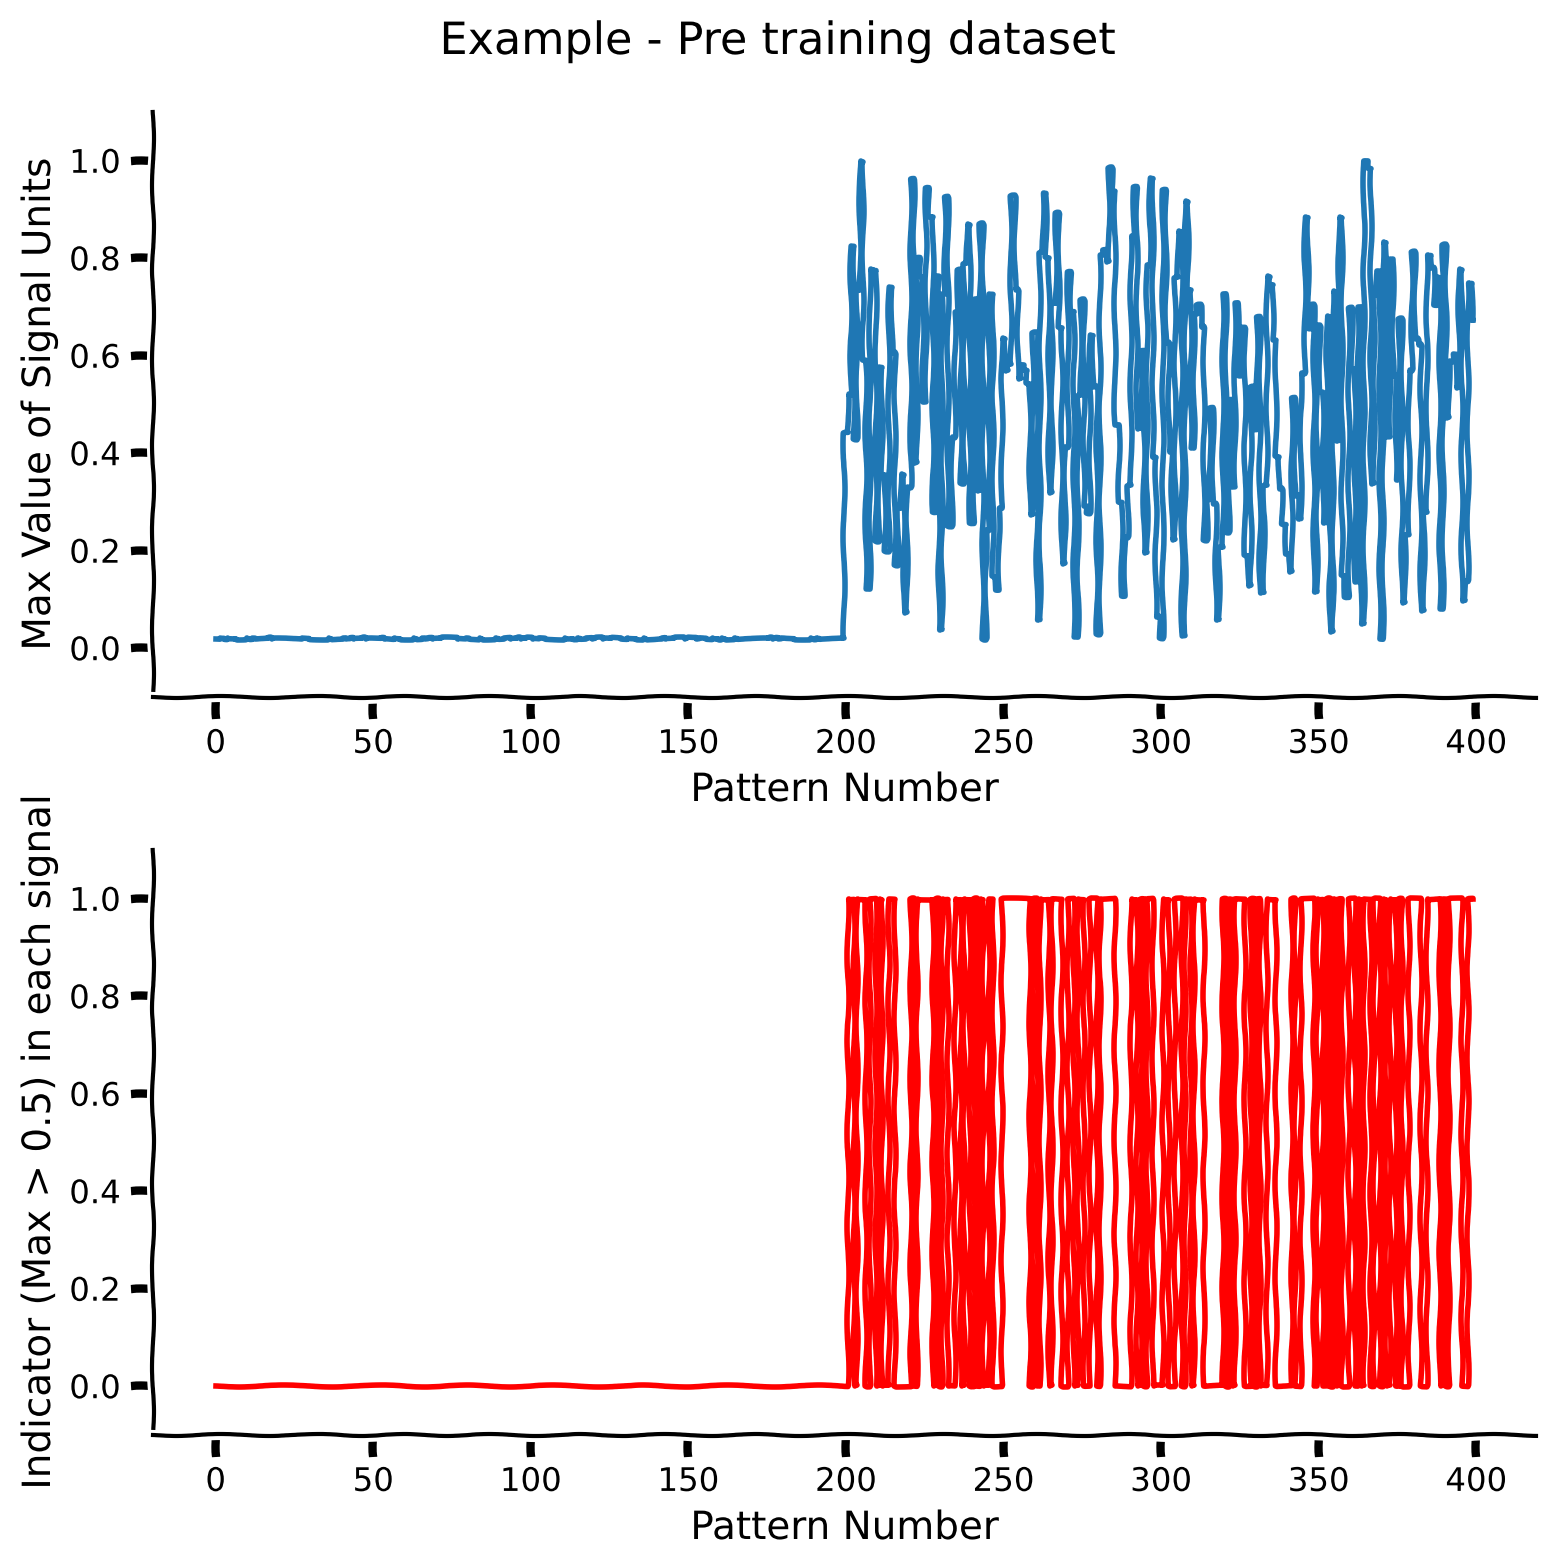 Example - Pre training dataset
Max Value of Signal Units
1.0
0.8
0.6
0.4
0.2
0.0
0 50 100 150 200 250 300 350 400
Pattern Number
Indicator (Max > 0.5) in each signal
1.0
0.8
0.6
0.4
0.2
0.0
0 50 100 150 200 250 300 350 400
Pattern Number